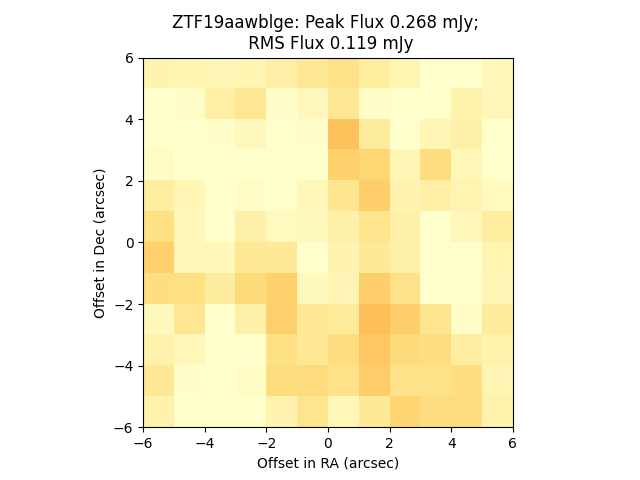 ZTF19aawblge: Peak Flux 0.268 mJy;
RMS Flux 0.119 mJy
6
4
2
0
−2
−4
−6
Offset in Dec (arcsec)
−6 −4 −2 0 2 4 6
Offset in RA (arcsec)